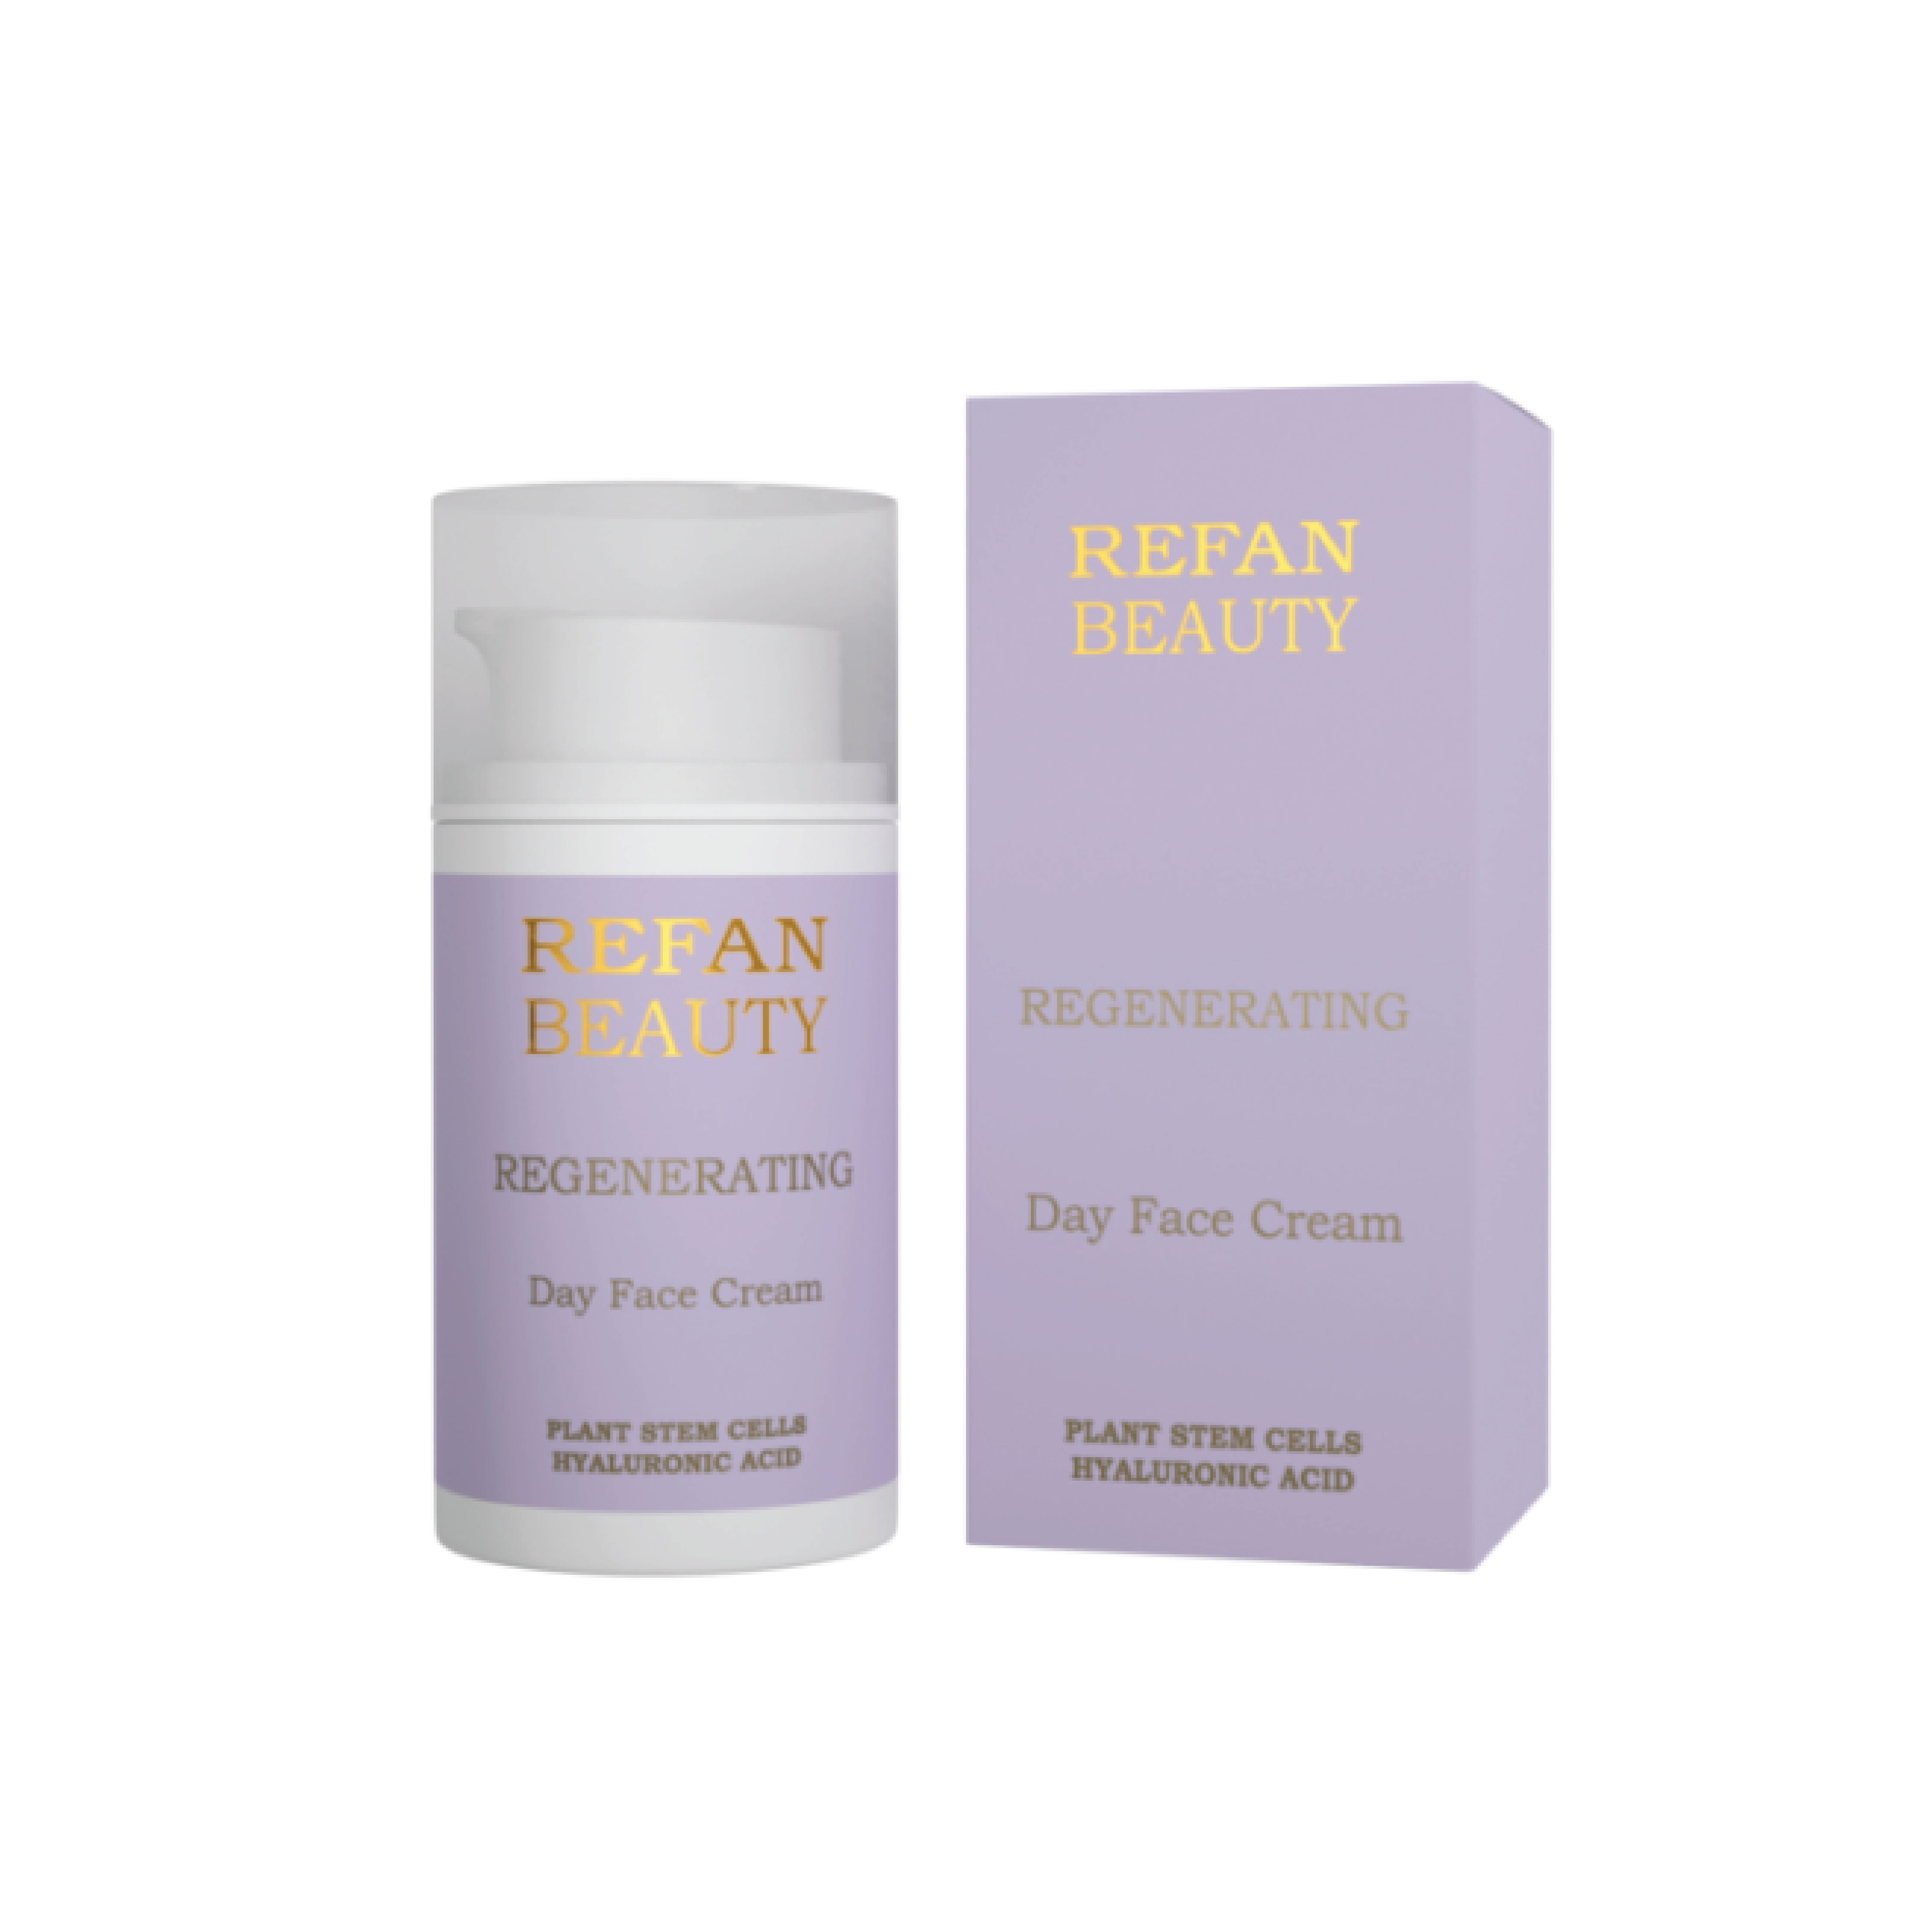 REFAN
BEAUTY
REGENERATING
Day Face Cream
PLANT STEM CELLS
HYALURONIC ACID
REFAN
BEAUTY
REGENERATING
Day Face Cream
PLANT STEM CELLS
HYALURONIC ACID